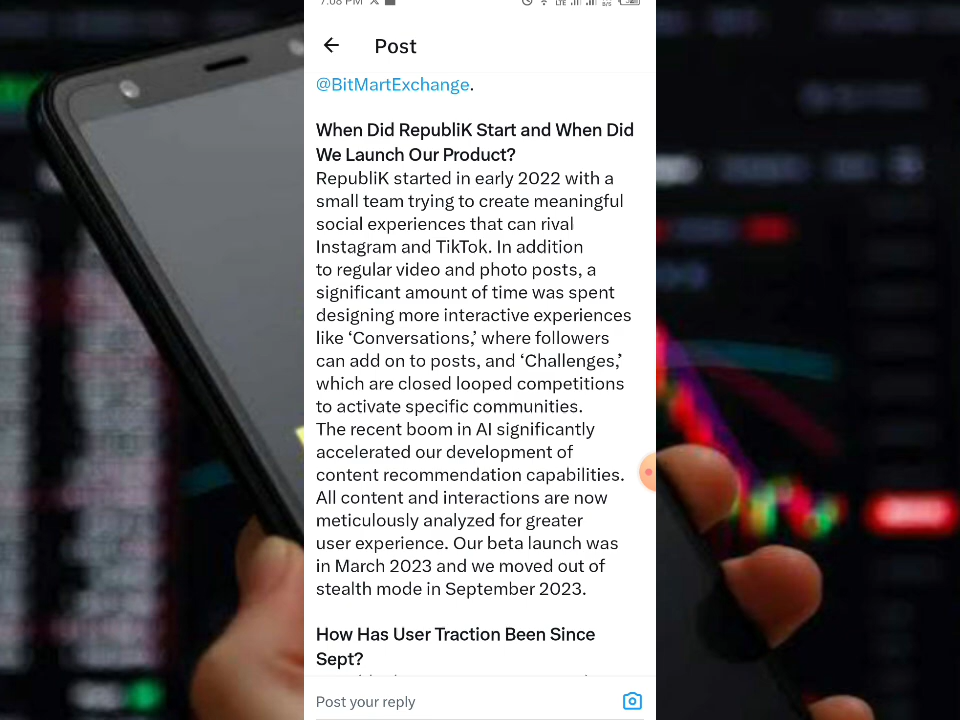 Post
@BitMartExchange.
When Did RepubliK Start and When Did
We Launch Our Product?
RepubliK started in early 2022 with a
small team trying to create meaningful
social experiences that can rival
Instagram and TikTok. In addition
to regular video and photo posts, a
significant amount of time was spent
designing more interactive experiences
like ‘Conversations,’ where followers
can add on to posts, and ‘Challenges,’
which are closed looped competitions
to activate specific communities.
The recent boom in AI significantly
accelerated our development of
content recommendation capabilities.
All content and interactions are now
meticulously analyzed for greater
user experience. Our beta launch was
in March 2023 and we moved out of
stealth mode in September 2023.
How Has User Traction Been Since
Sept?
Post your reply